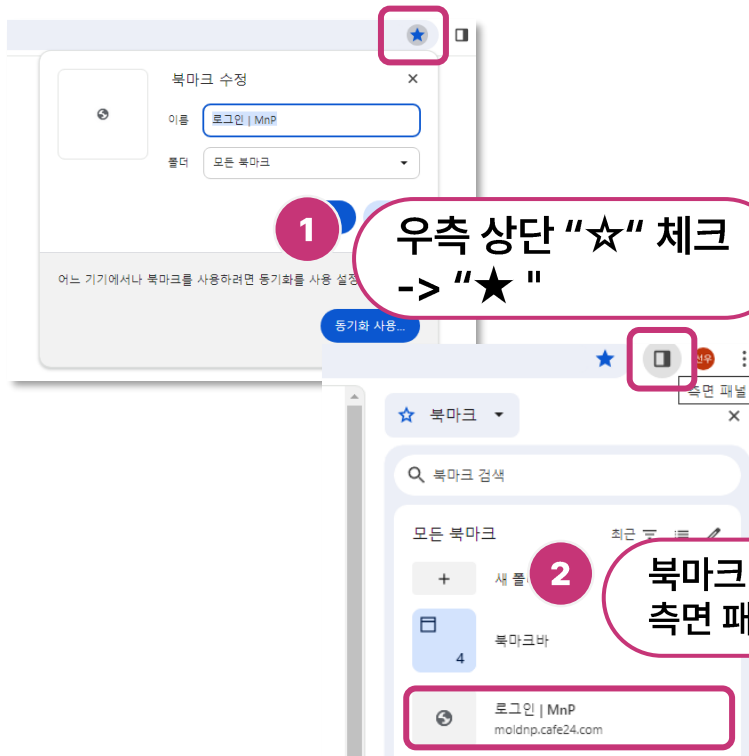 북마크 수정
이름
로그인 | MnP
폴더
모든 북마크
1
우측 상단 “☆“ 체크
-> “★ "
어느 기기에서나 북마크를 사용하려면 동기화를 사용 설정
동기화 사용...
선우
측면 패널
북마크
북마크 검색
모든 북마크
최근
새 폴
2
북마크
측면
북마크바
4
로그인 | MnP
moldnp.cafe24.com